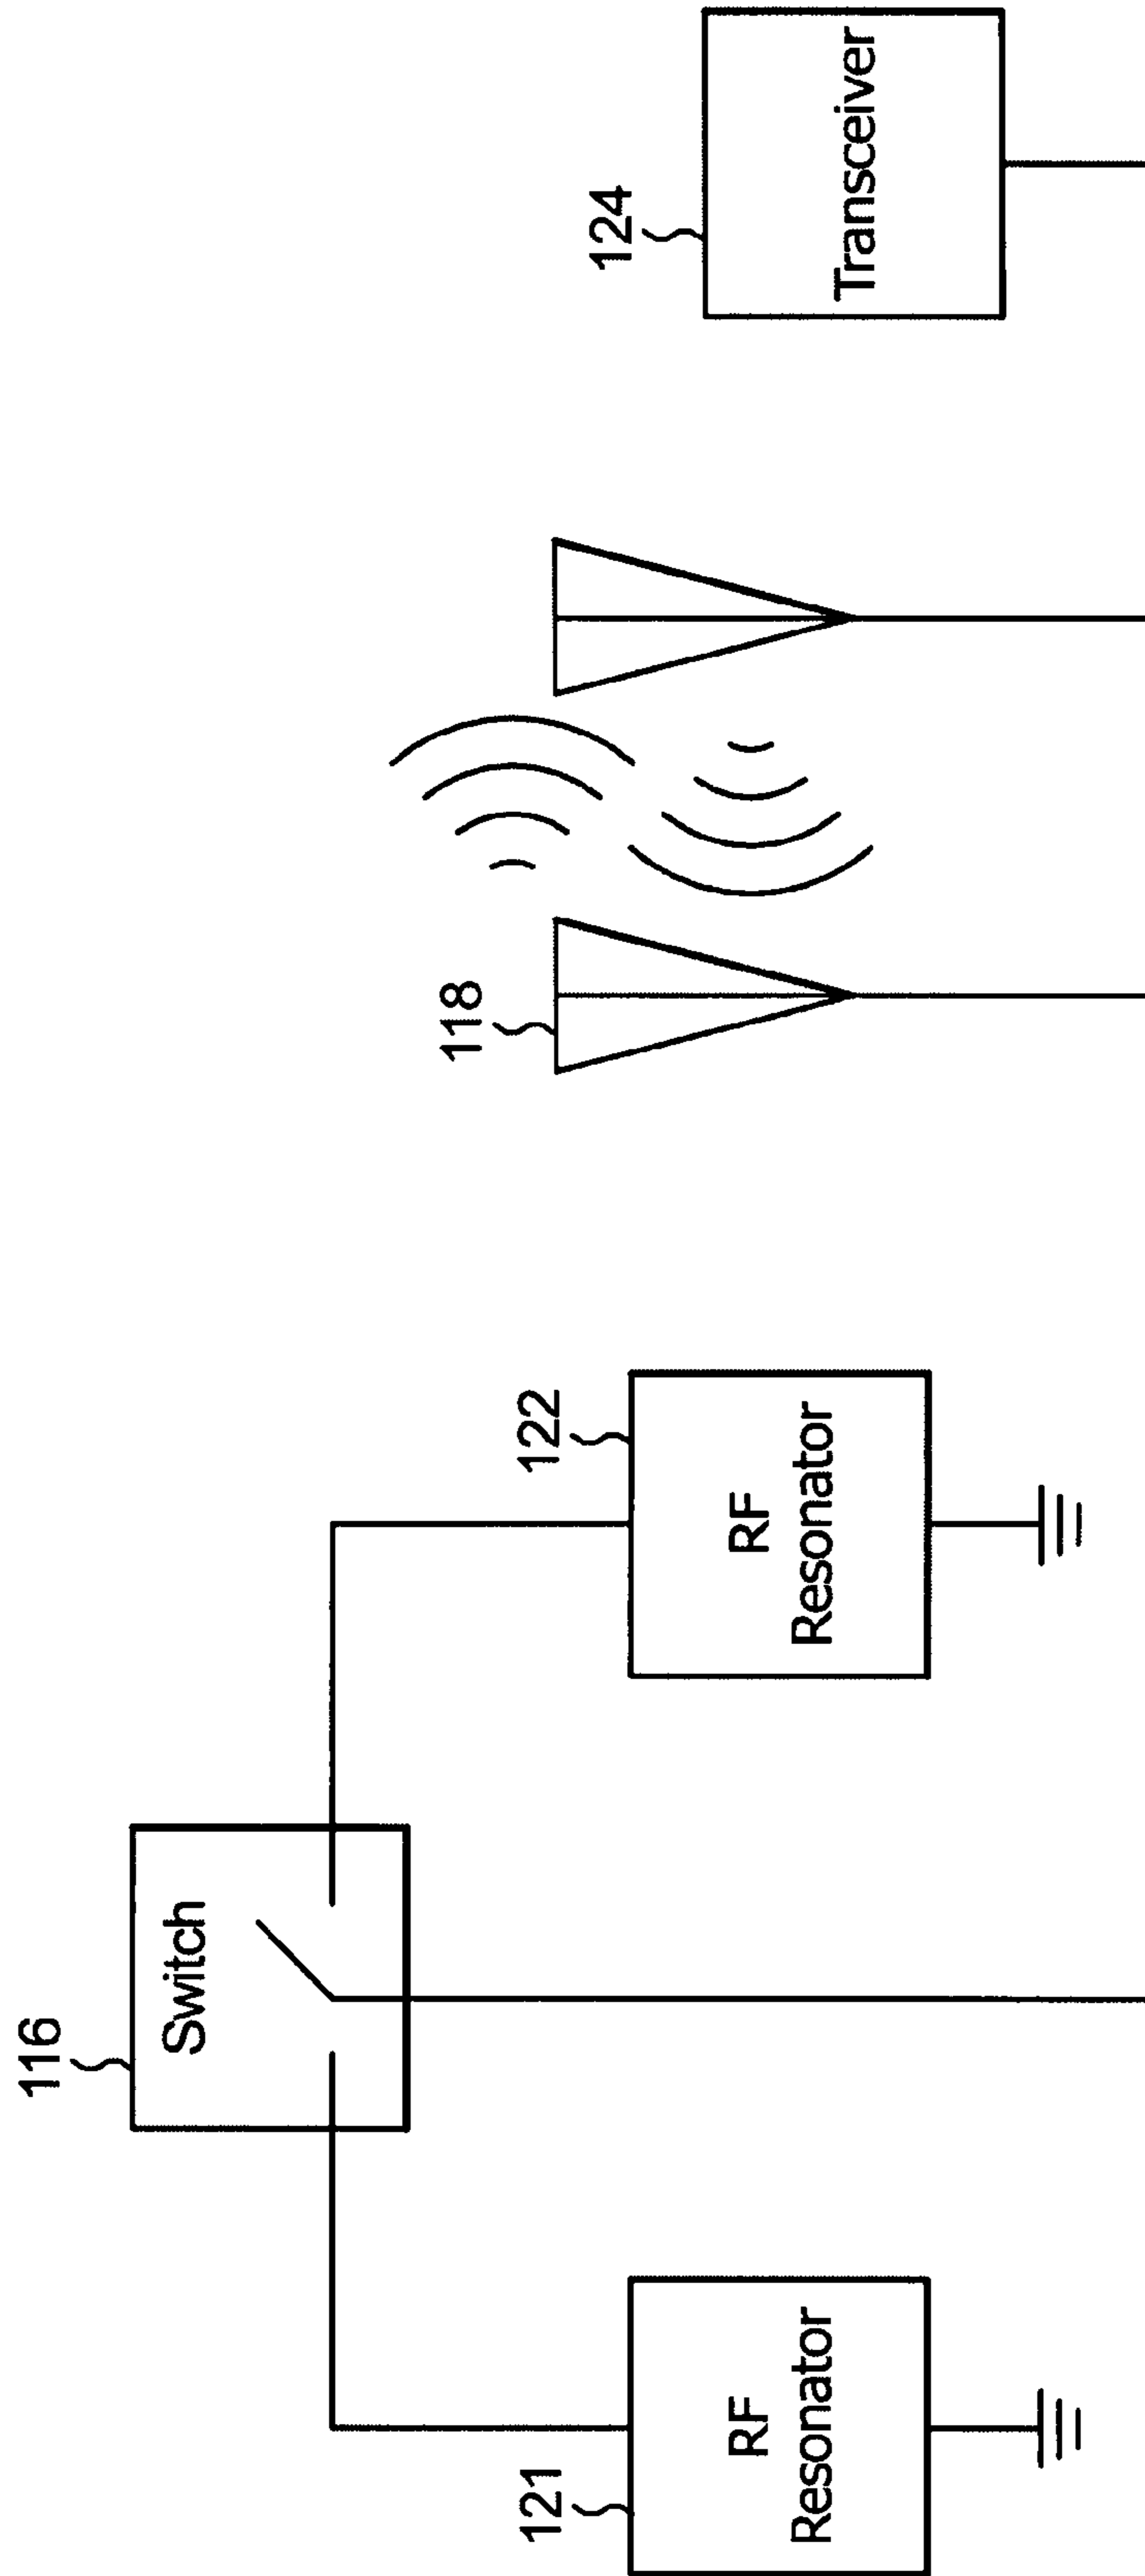 116
Switch
121
RF
Resonator
122
RF
Resonator
118
124
Transceiver